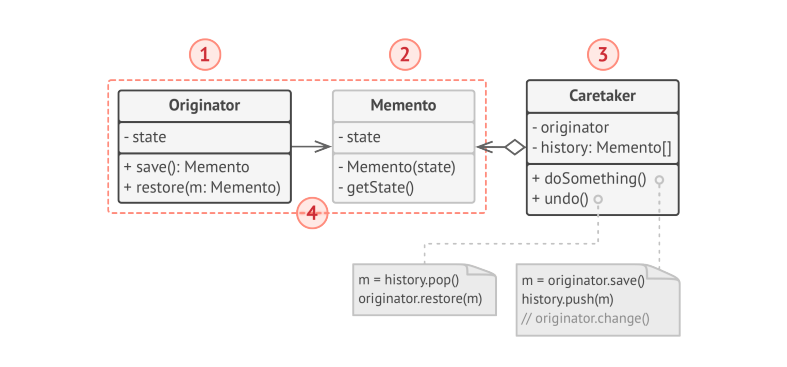 1
2
3
Originator
- state
+ save(): Memento
+ restore(m: Memento)
Memento
- state
- Memento(state)
- getState()
Caretaker
- originator
- history: Memento[]
+ doSomething()
+ undo()
4
m = history.pop()
originator.restore(m)
m = originator.save()
history.push(m)
// originator.change()